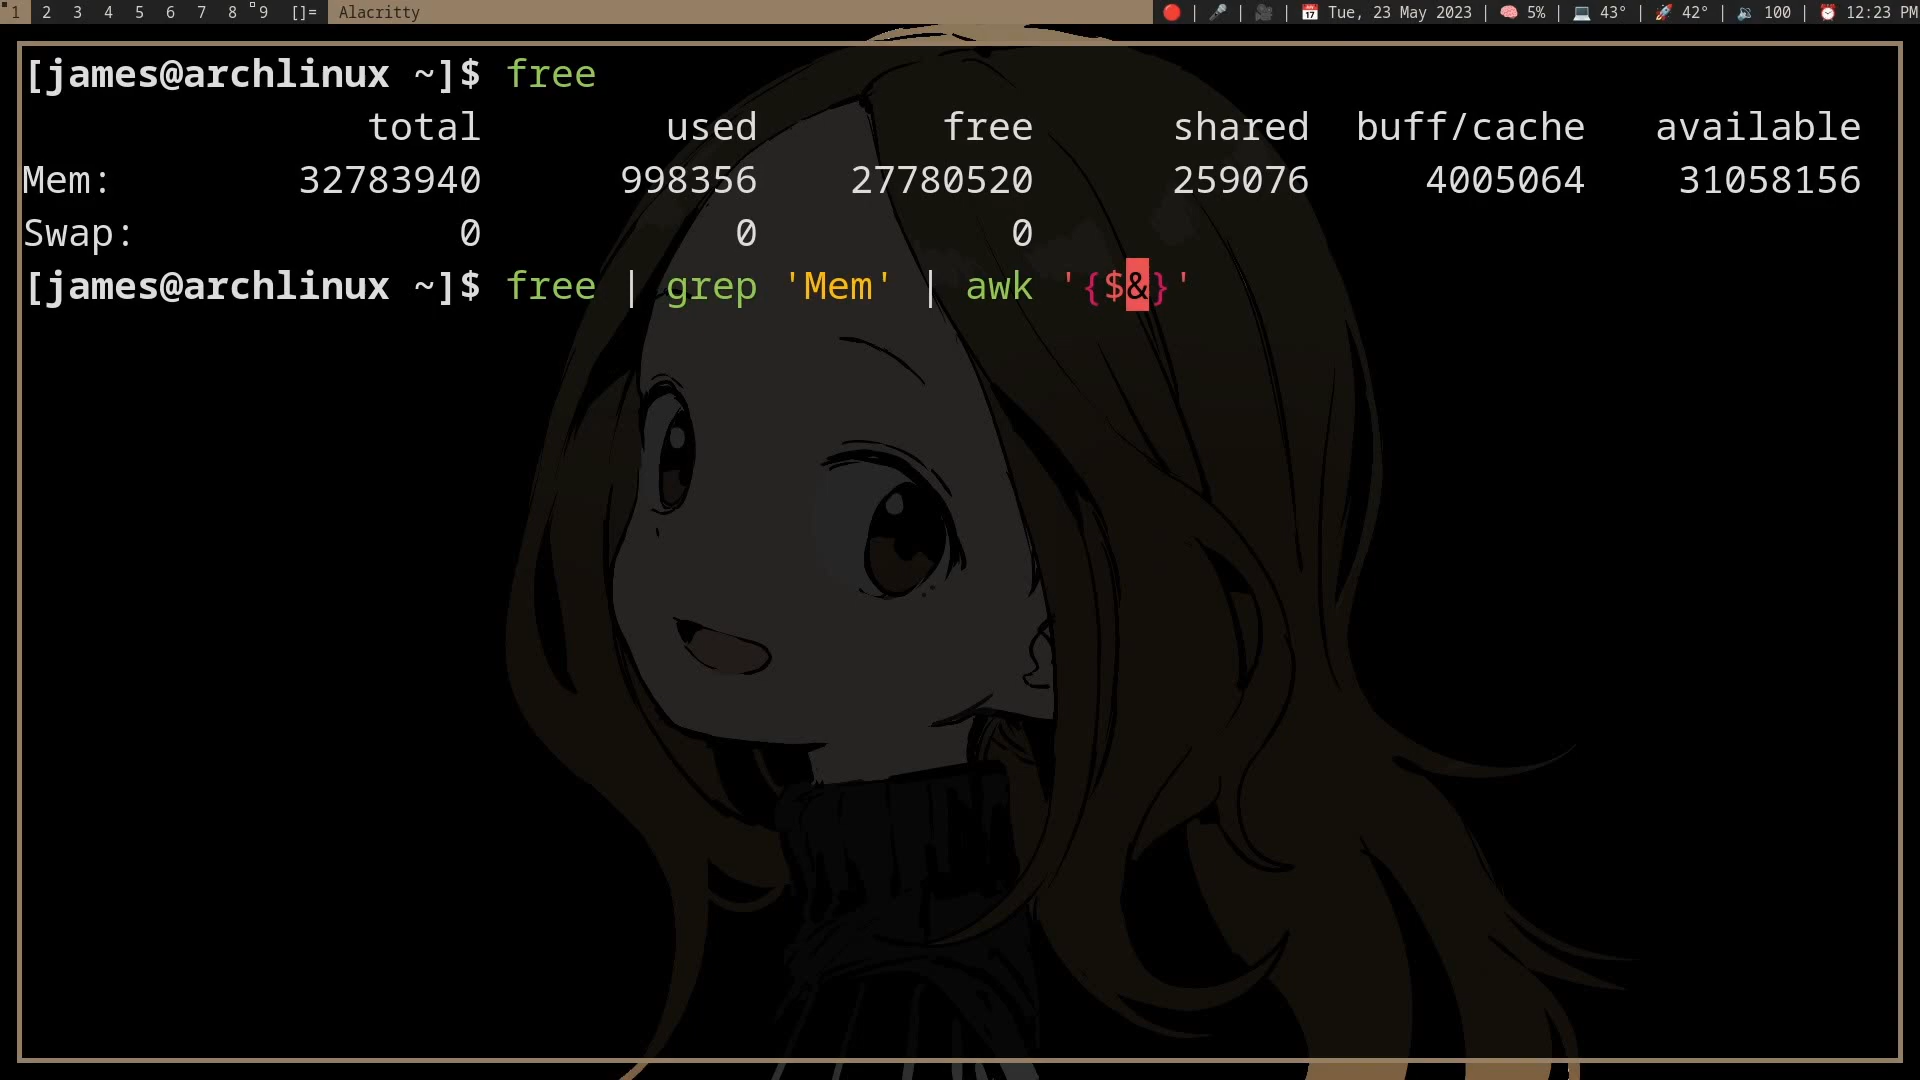 1 2 3 4 5 6 7 8 9 []= Alacritty 🔴 | 🎤 | 🎥 | 📅 Tue, 23 May 2023 | 🧠 5% | 💻 43° | 🚀 42° | 🔉 100 | ⏰ 12:23 PM
[james@archlinux ~]$ free
total used free shared buff/cache available
Mem: 32783940 998356 27780520 259076 4005064 31058156
Swap: 0 0 0
[james@archlinux ~]$ free | grep 'Mem' | awk '{$&}'